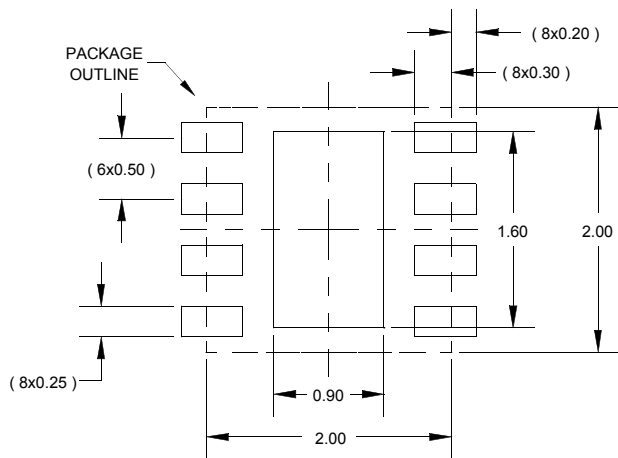 ( 8x0.20 )
PACKAGE
OUTLINE
( 8x0.30 )
( 6x0.50 )
1.60
2.00
( 8x0.25 )
0.90
2.00